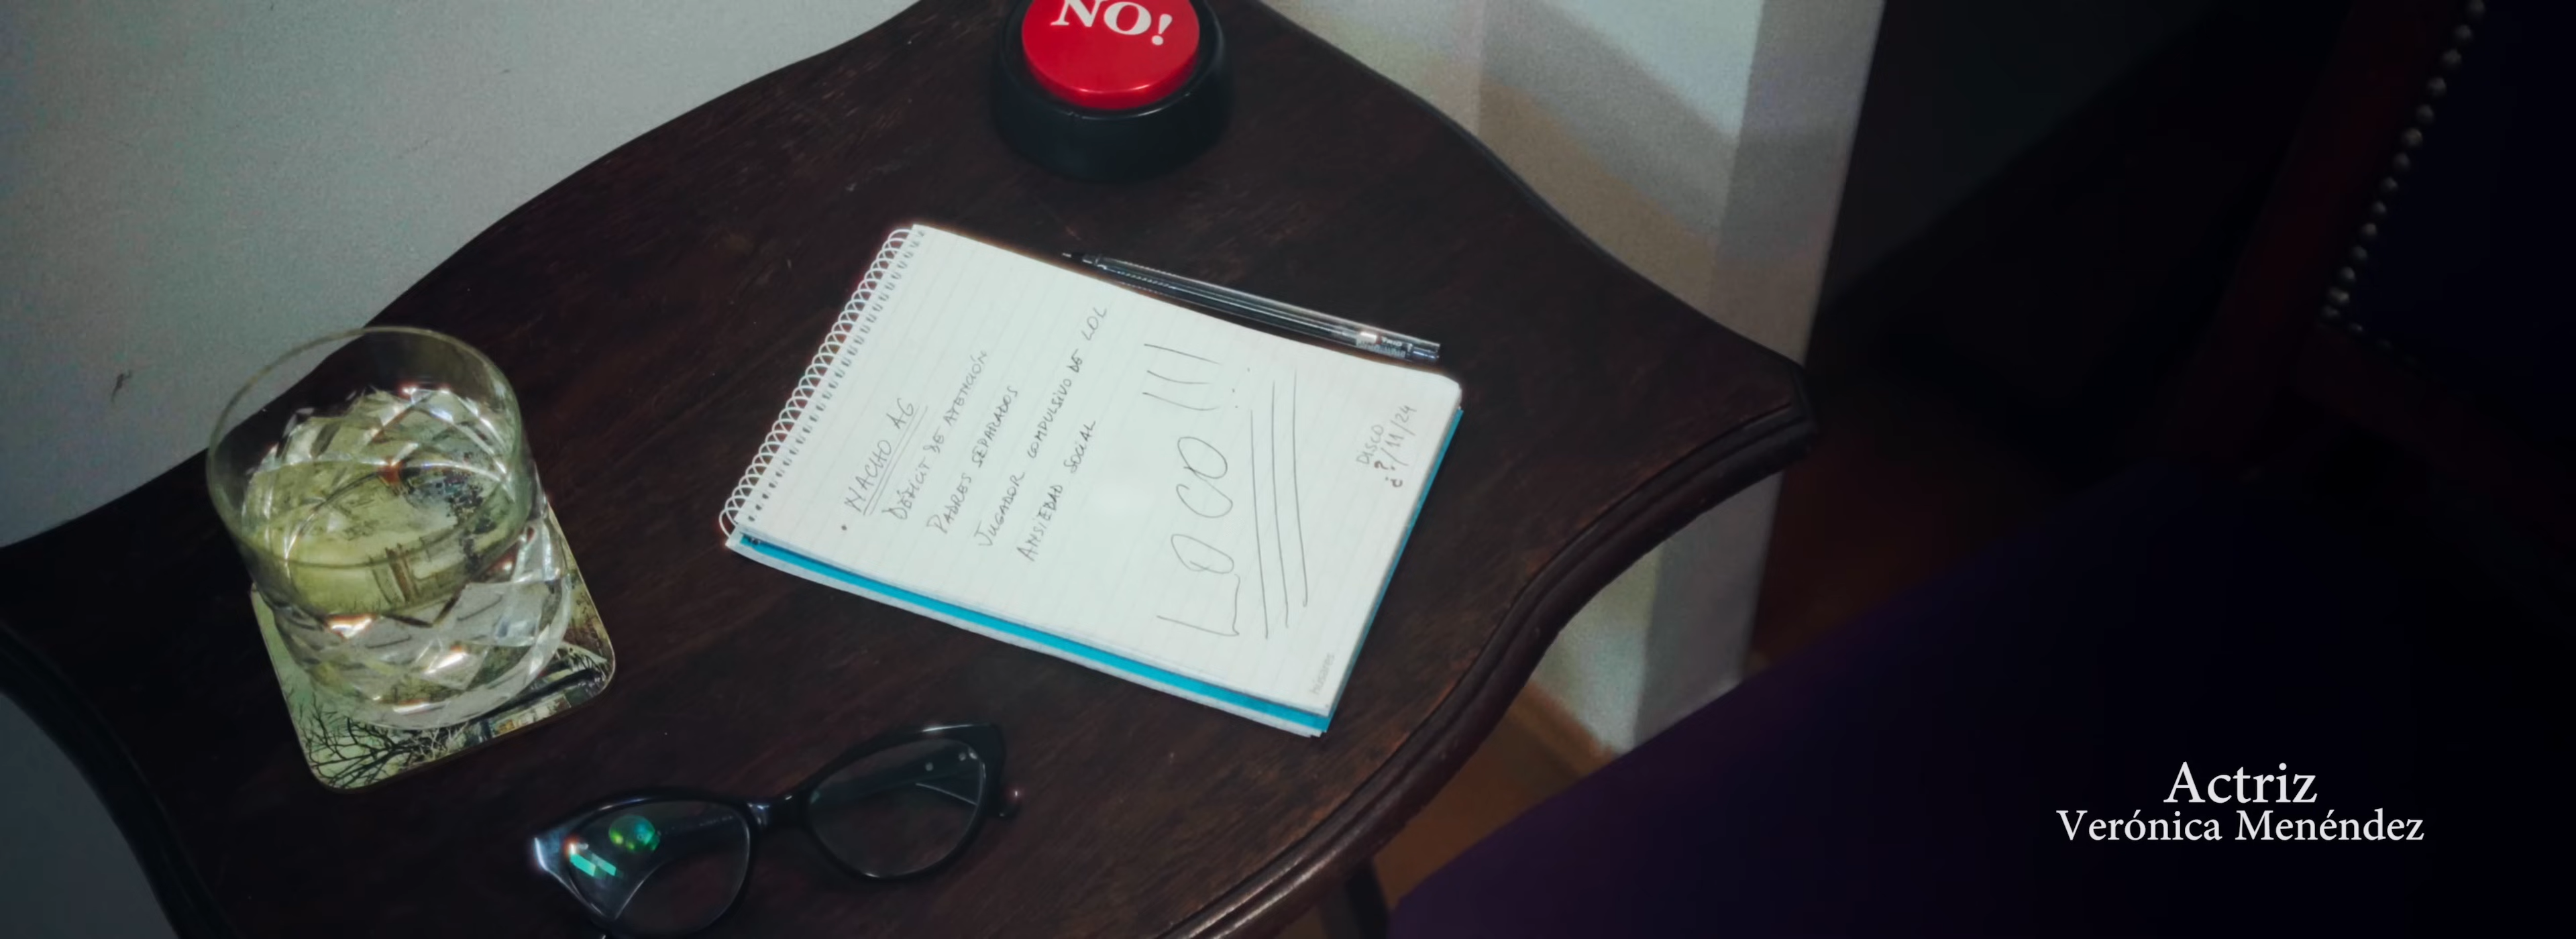 NO!
• NACHO AG
DÉFICIT DE ATENCIÓN
PADRES SEPARADOS
JUGADOR COMPULSIVO DE LOL
ANSIEDAD SOCIAL
LOCO !!!
DISCO
¿?/11/24
Actriz
Verónica Menéndez